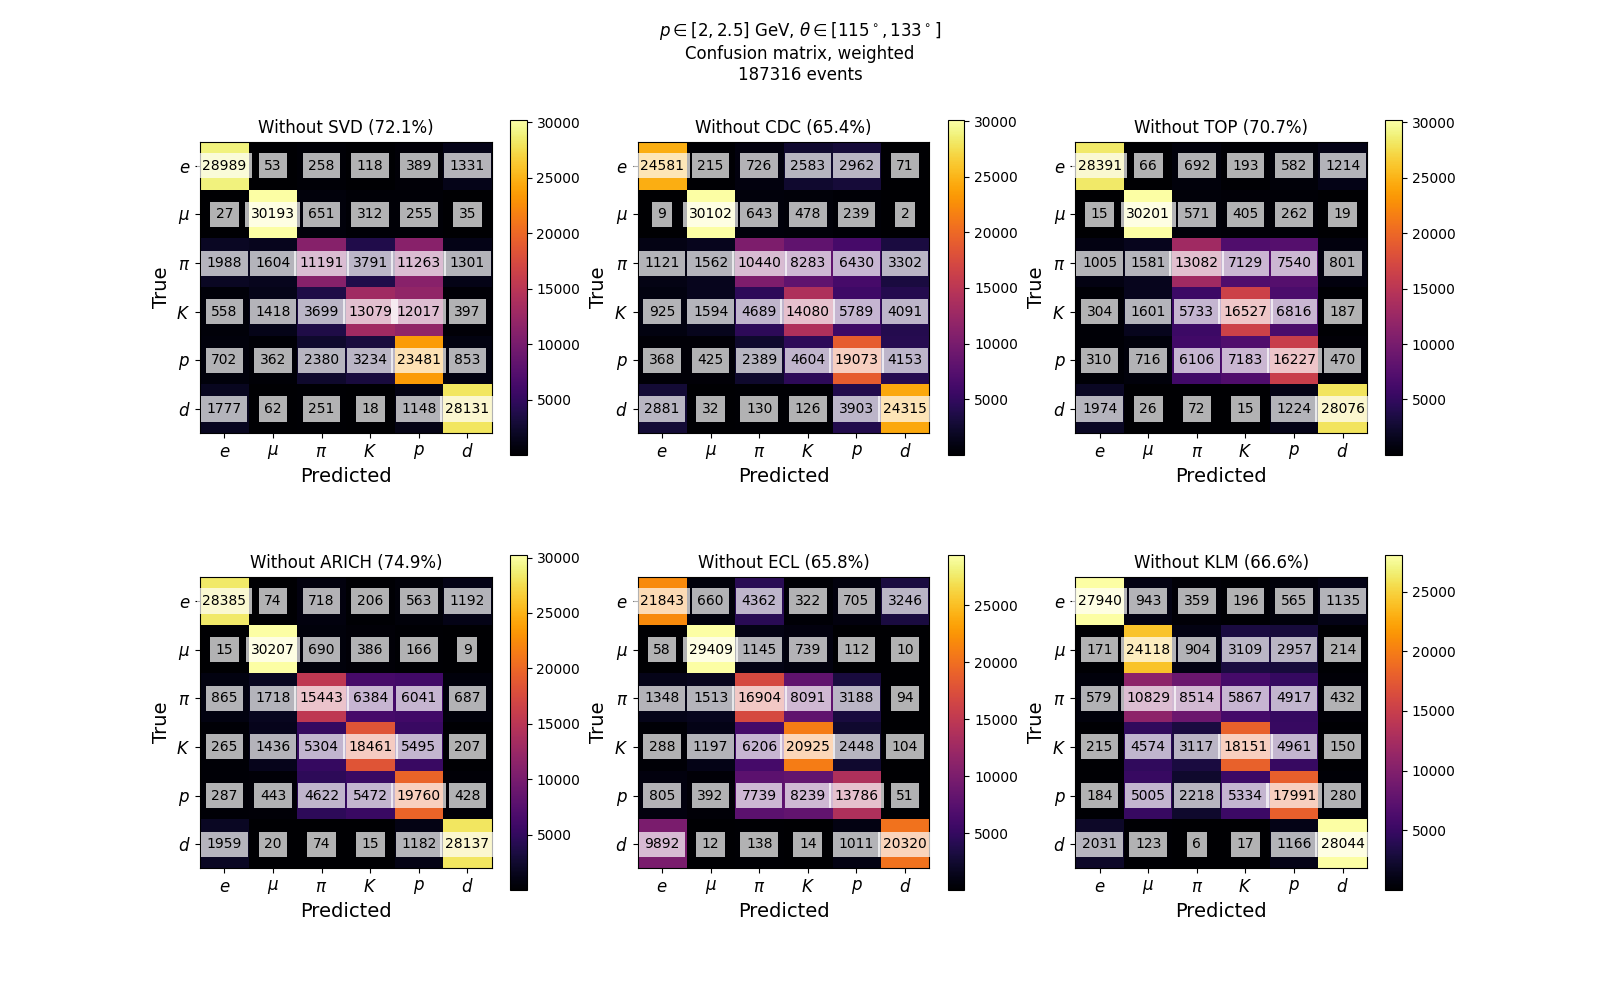 p ∈ [2, 2.5] GeV, θ ∈ [115°, 133°]
Confusion matrix, weighted
187316 events
Without SVD (72.1%)
e 28989 53 258 118 389 1331
μ 27 30193 651 312 255 35
π 1988 1604 11191 3791 11263 1301
K 558 1418 3699 13079 12017 397
p 702 362 2380 3234 23481 853
d 1777 62 251 18 1148 28131
e μ π K p d
Predicted
True
30000
25000
20000
15000
10000
5000
Without CDC (65.4%)
e 24581 215 726 2583 2962 71
μ 9 30102 643 478 239 2
π 1121 1562 10440 8283 6430 3302
K 925 1594 4689 14080 5789 4091
p 368 425 2389 4604 19073 4153
d 2881 32 130 126 3903 24315
e μ π K p d
Predicted
True
30000
25000
20000
15000
10000
5000
Without TOP (70.7%)
e 28391 66 692 193 582 1214
μ 15 30201 571 405 262 19
π 1005 1581 13082 7129 7540 801
K 304 1601 5733 16527 6816 187
p 310 716 6106 7183 16227 470
d 1974 26 72 15 1224 28076
e μ π K p d
Predicted
True
30000
25000
20000
15000
10000
5000
Without ARICH (74.9%)
e 28385 74 718 206 563 1192
μ 15 30207 690 386 166 9
π 865 1718 15443 6384 6041 687
K 265 1436 5304 18461 5495 207
p 287 443 4622 5472 19760 428
d 1959 20 74 15 1182 28137
e μ π K p d
Predicted
True
30000
25000
20000
15000
10000
5000
Without ECL (65.8%)
e 21843 660 4362 322 705 3246
μ 58 29409 1145 739 112 10
π 1348 1513 16904 8091 3188 94
K 288 1197 6206 20925 2448 104
p 805 392 7739 8239 13786 51
d 9892 12 138 14 1011 20320
e μ π K p d
Predicted
True
25000
20000
15000
10000
5000
Without KLM (66.6%)
e 27940 943 359 196 565 1135
μ 171 24118 904 3109 2957 214
π 579 10829 8514 5867 4917 432
K 215 4574 3117 18151 4961 150
p 184 5005 2218 5334 17991 280
d 2031 123 6 17 1166 28044
e μ π K p d
Predicted
True
25000
20000
15000
10000
5000